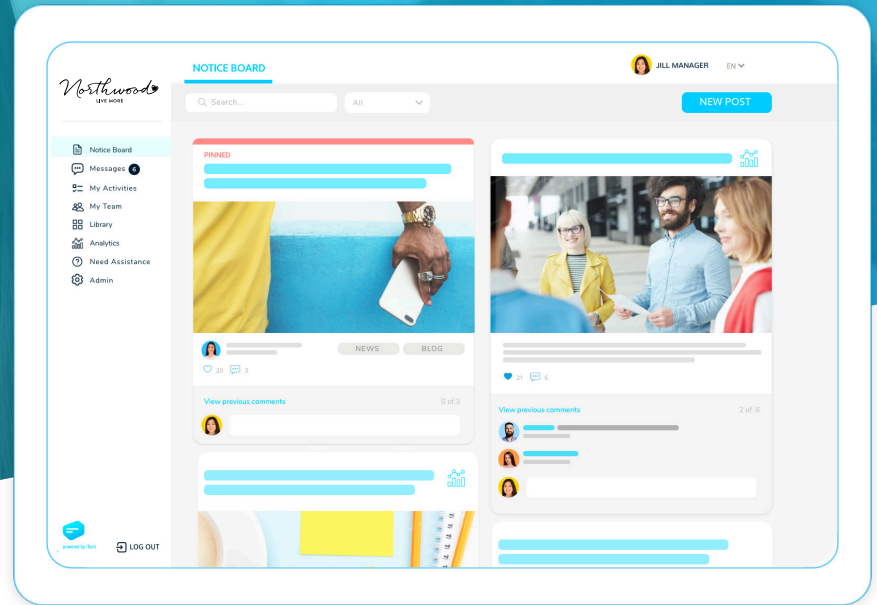 Northwood
LIVE MORE
NOTICE BOARD
JILL MANAGER
EN
Search...
All
NEW POST
Notice Board
Messages 6
My Activities
My Team
Library
Analytics
Need Assistance
Admin
LOG OUT
powered by
PINNED
NEWS
BLOG
20
3
View previous comments
0 of 3
21
6
View previous comments
2 of 6